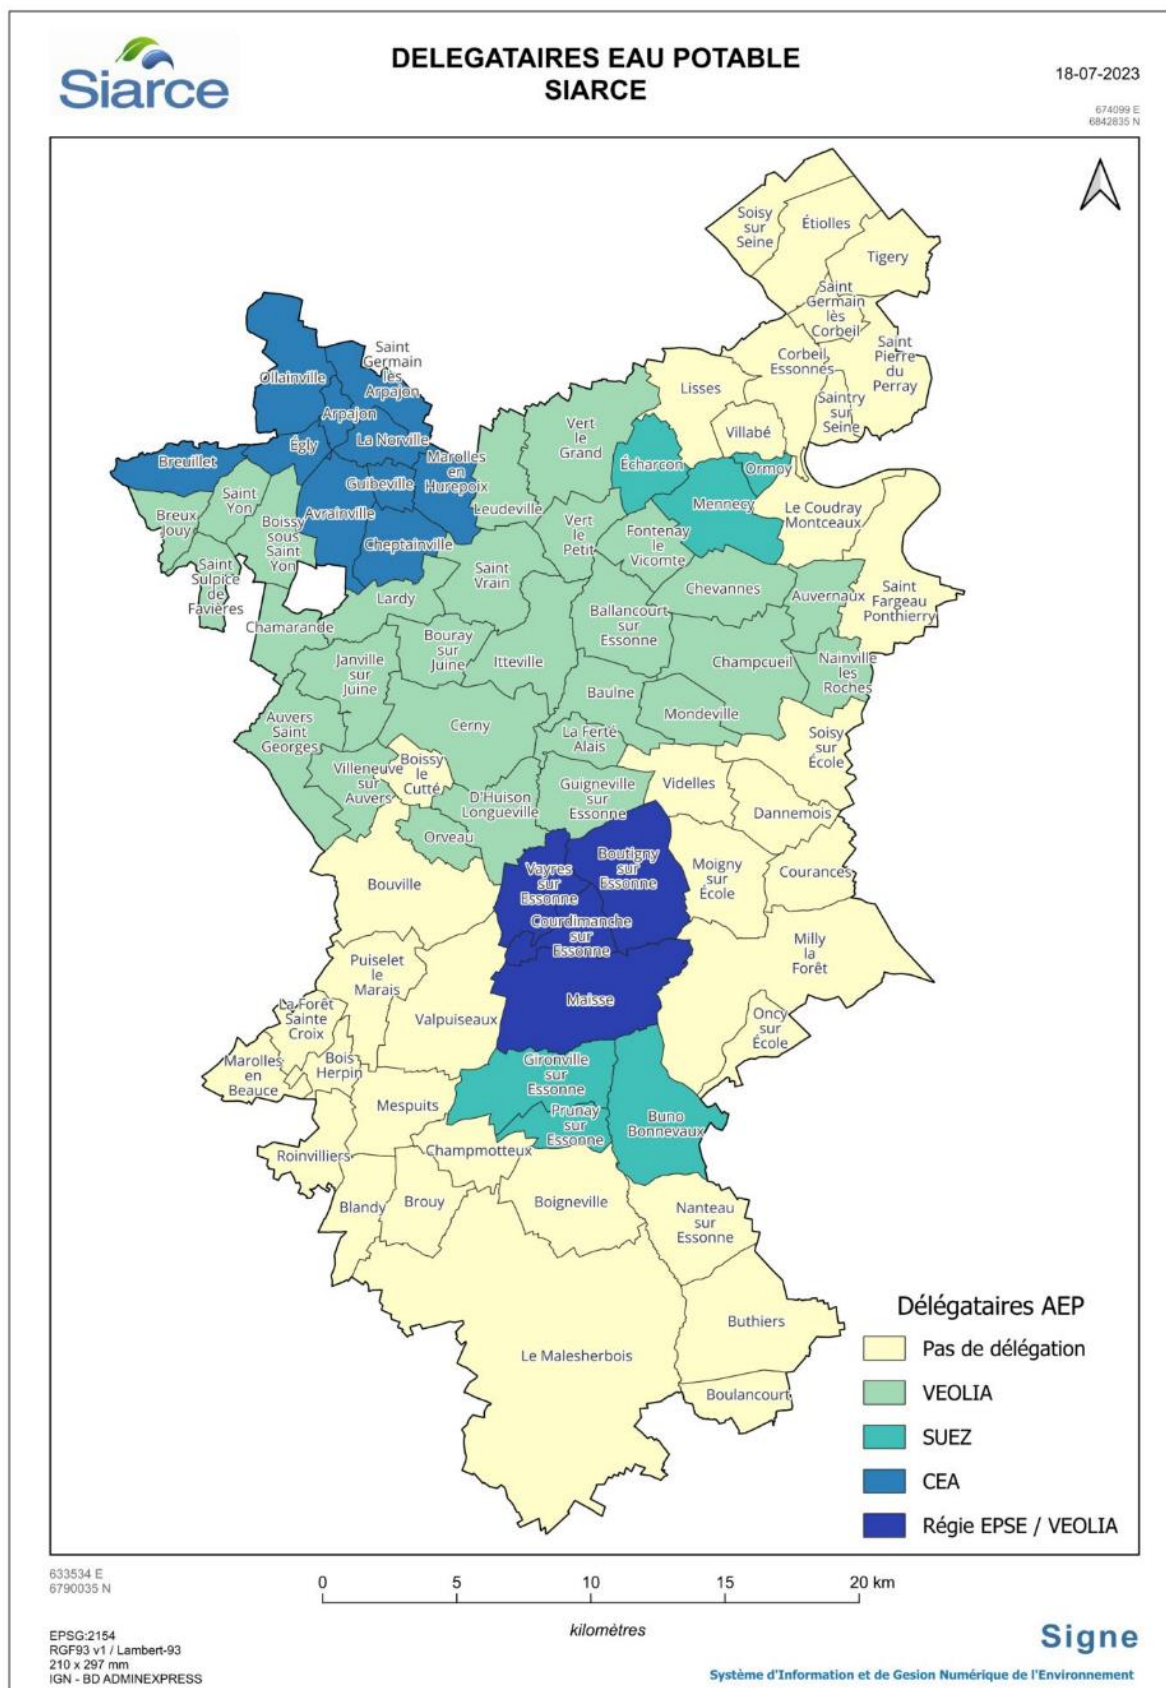 Siarce
DELEGATAIRES EAU POTABLE
SIARCE
18-07-2023
674099 E
6842835 N
Soisy
sur
Seine
Étiolles
Tigery
Saint
Germain
lès
Corbeil
Saint
Pierre
du
Perray
Corbeil
Essonnes
Saintry
sur
Seine
Lisses
Villabé
Saint
Germain
lès
Arpajon
Ollainville
Arpajon
La Norville
Égly
Breuillet
Guibeville
Marolles
en
Hurepoix
Avrainville
Cheptainville
Vert
le
Grand
Écharcon
Ormoy
Mennecy
Le Coudray
Montceaux
Leudeville
Saint
Yon
Breux
Jouy
Boissy
sous
Saint
Yon
Saint
Sulpice
de
Favières
Vert
le
Petit
Fontenay
le
Vicomte
Saint
Vrain
Lardy
Chevannes
Auvernaux
Saint
Fargeau
Ponthierry
Chamarande
Ballancourt
sur
Essonne
Bouray
sur
Juine
Itteville
Janville
sur
Juine
Champcueil
Nainville
les
Roches
Baulne
Mondeville
Auvers
Saint
Georges
Cerny
La Ferté
Alais
Soisy
sur
École
Villeneuve
sur
Auvers
Boissy
le
Cutté
D'Huison
Longueville
Guigneville
sur
Essonne
Videlles
Dannemois
Orveau
Bouville
Vayres
sur
Essonne
Boutigny
sur
Essonne
Moigny
sur
École
Courances
Courdimanche
sur
Essonne
Milly
la
Forêt
Puiselet
le
Marais
Maisse
Valpuiseaux
Oncy
sur
École
La Forêt
Sainte
Croix
Marolles
en
Beauce
Bois
Herpin
Gironville
sur
Essonne
Mespuits
Prunay
sur
Essonne
Buno
Bonnevaux
Roinvilliers
Champmotteux
Blandy
Brouy
Boigneville
Nanteau
sur
Essonne
Le Malesherbois
Buthiers
Boulancourt
Délégataires AEP
Pas de délégation
VEOLIA
SUEZ
CEA
Régie EPSE / VEOLIA
633534 E
6790035 N
0 5 10 15 20 km
kilomètres
EPSG:2154
RGF93 v1 / Lambert-93
210 x 297 mm
IGN - BD ADMINEXPRESS
Signe
Système d'Information et de Gesion Numérique de l'Environnement